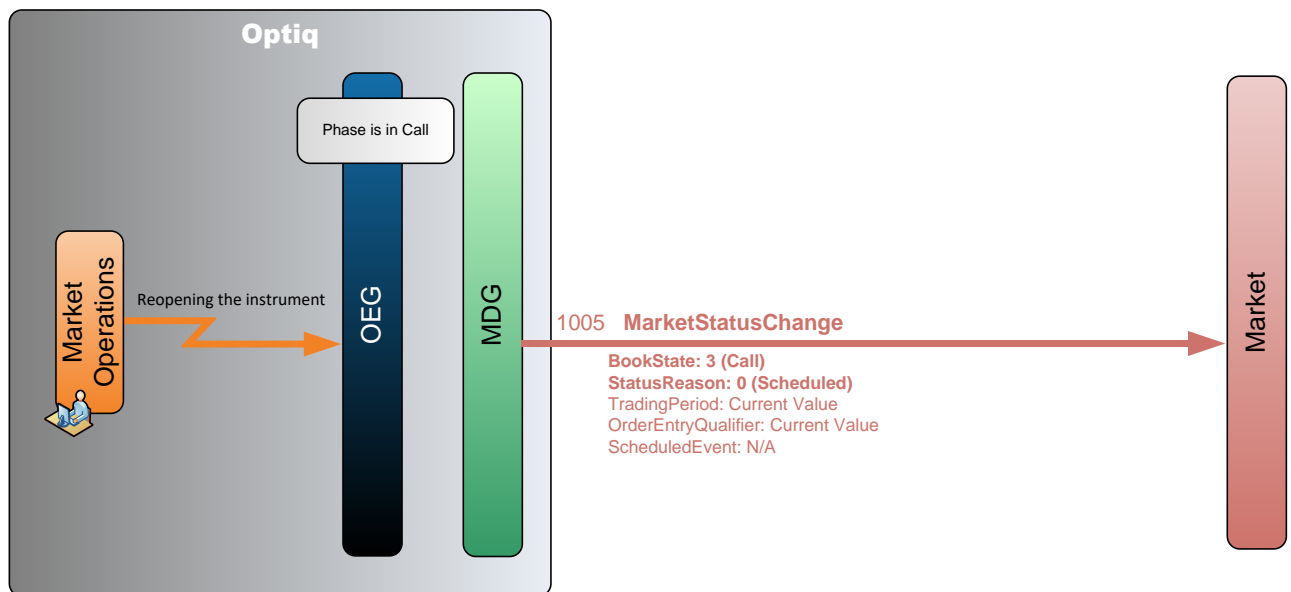 Optiq
Phase is in Call
Market
Operations
Reopening the instrument
OEG
MDG
1005 MarketStatusChange
BookState: 3 (Call)
StatusReason: 0 (Scheduled)
TradingPeriod: Current Value
OrderEntryQualifier: Current Value
ScheduledEvent: N/A
Market